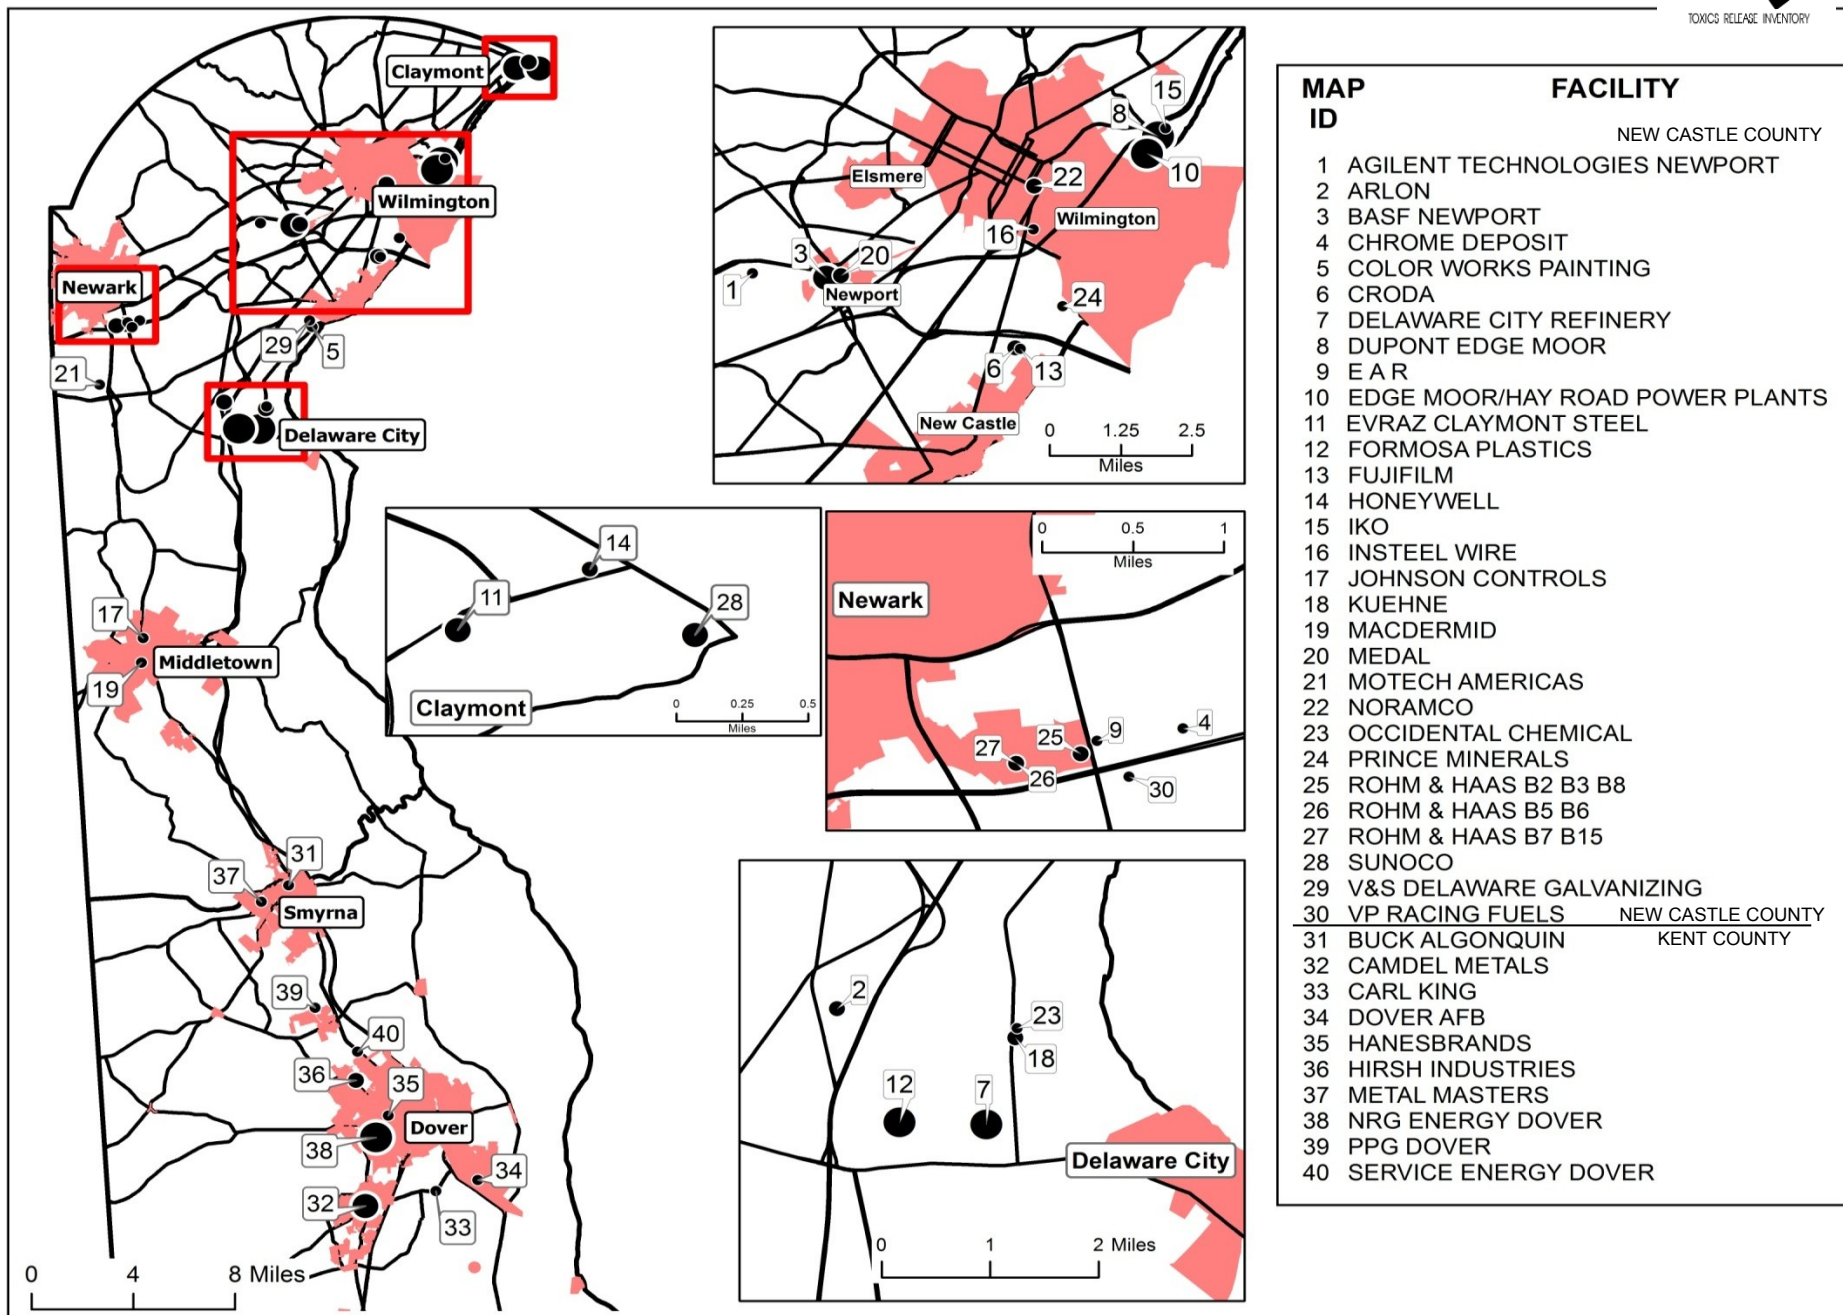 TOXICS RELEASE INVENTORY
Claymont
Wilmington
Newark
29
5
21
Delaware City
17
Middletown
19
31
37
Smyrna
39
40
36
35
Dover
38
34
32
33
0 4 8 Miles
15
8
10
Elsmere
22
Wilmington
16
3
20
1
Newport
24
6
13
New Castle
0 1.25 2.5
Miles
14
11
28
Claymont
0 0.25 0.5
Miles
0 0.5 1
Miles
Newark
27
25
9
4
26
30
2
23
18
12
7
Delaware City
0 1 2 Miles
MAP ID FACILITY
NEW CASTLE COUNTY
1 AGILENT TECHNOLOGIES NEWPORT
2 ARLON
3 BASF NEWPORT
4 CHROME DEPOSIT
5 COLOR WORKS PAINTING
6 CRODA
7 DELAWARE CITY REFINERY
8 DUPONT EDGE MOOR
9 E A R
10 EDGE MOOR/HAY ROAD POWER PLANTS
11 EVRAZ CLAYMONT STEEL
12 FORMOSA PLASTICS
13 FUJIFILM
14 HONEYWELL
15 IKO
16 INSTEEL WIRE
17 JOHNSON CONTROLS
18 KUEHNE
19 MACDERMID
20 MEDAL
21 MOTECH AMERICAS
22 NORAMCO
23 OCCIDENTAL CHEMICAL
24 PRINCE MINERALS
25 ROHM & HAAS B2 B3 B8
26 ROHM & HAAS B5 B6
27 ROHM & HAAS B7 B15
28 SUNOCO
29 V&S DELAWARE GALVANIZING
30 VP RACING FUELS NEW CASTLE COUNTY
31 BUCK ALGONQUIN KENT COUNTY
32 CAMDEL METALS
33 CARL KING
34 DOVER AFB
35 HANESBRANDS
36 HIRSH INDUSTRIES
37 METAL MASTERS
38 NRG ENERGY DOVER
39 PPG DOVER
40 SERVICE ENERGY DOVER